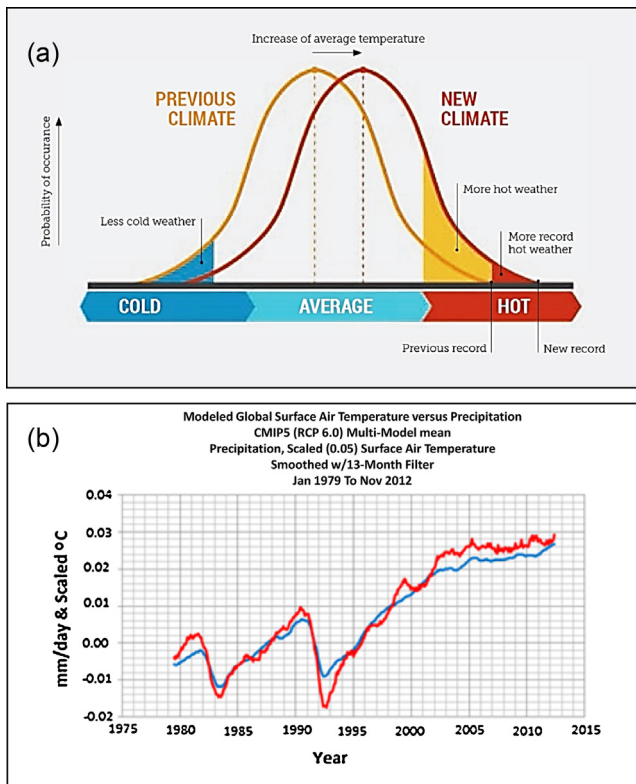 (a)
Increase of average temperature
PREVIOUS
CLIMATE
NEW
CLIMATE
Probability of occurance
Less cold weather
More hot weather
More record
hot weather
COLD
AVERAGE
HOT
Previous record
New record
(b)
Modeled Global Surface Air Temperature versus Precipitation
CMIP5 (RCP 6.0) Multi-Model mean
Precipitation, Scaled (0.05) Surface Air Temperature
Smoothed w/13-Month Filter
Jan 1979 To Nov 2012
mm/day & Scaled ºC
0.04
0.03
0.02
0.01
0.00
-0.01
-0.02
1975
1980
1985
1990
1995
2000
2005
2010
2015
Year